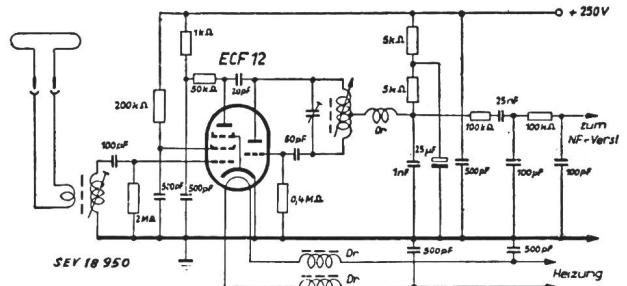 + 250V
1kΩ
5kΩ
ECF 12
50kΩ
20pF
200kΩ
5kΩ
25nF
100pF
60pF
Dr
100kΩ
100kΩ
zum
NF-Verst
25µF
1nF
500pF
100pF
100pF
2MΩ
500pF
500pF
0,4MΩ
SEV 18 950
Dr
500pF
500pF
Heizung
Dr